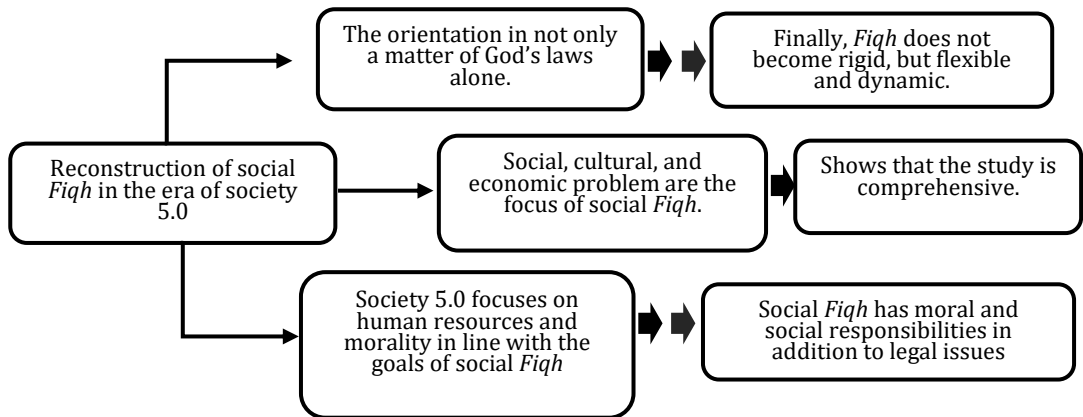 The orientation in not only
a matter of God's laws
alone.
Finally, Fiqh does not
become rigid, but flexible
and dynamic.
Reconstruction of social
Fiqh in the era of society
5.0
Social, cultural, and
economic problem are the
focus of social Fiqh.
Shows that the study is
comprehensive.
Society 5.0 focuses on
human resources and
morality in line with the
goals of social Fiqh
Social Fiqh has moral and
social responsibilities in
addition to legal issues